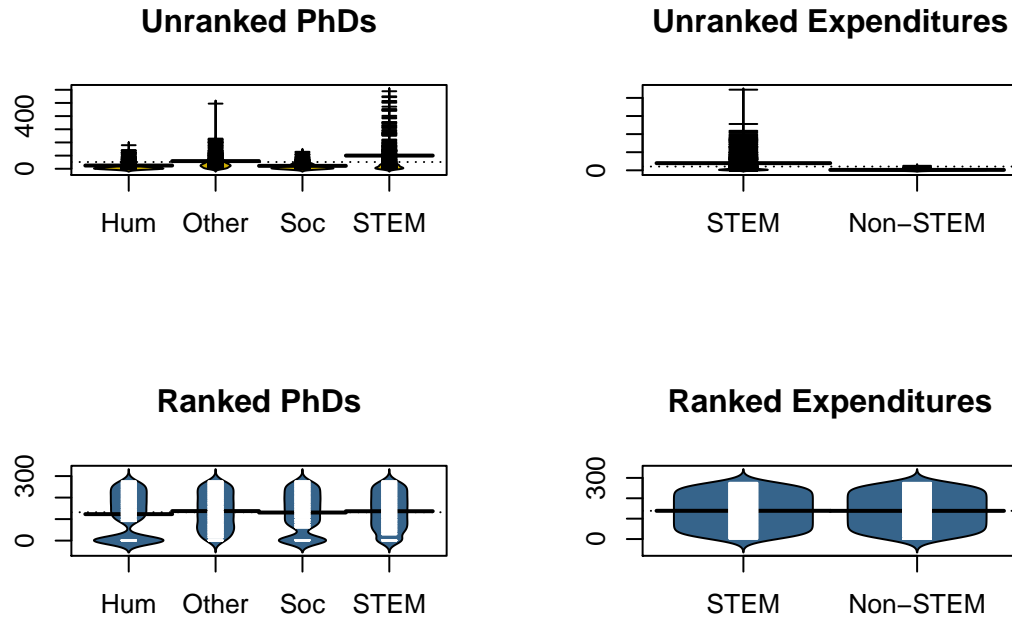 Unranked PhDs
400
0
Hum Other Soc STEM
Unranked Expenditures
0
STEM Non−STEM
Ranked PhDs
300
0
Hum Other Soc STEM
Ranked Expenditures
300
0
STEM Non−STEM